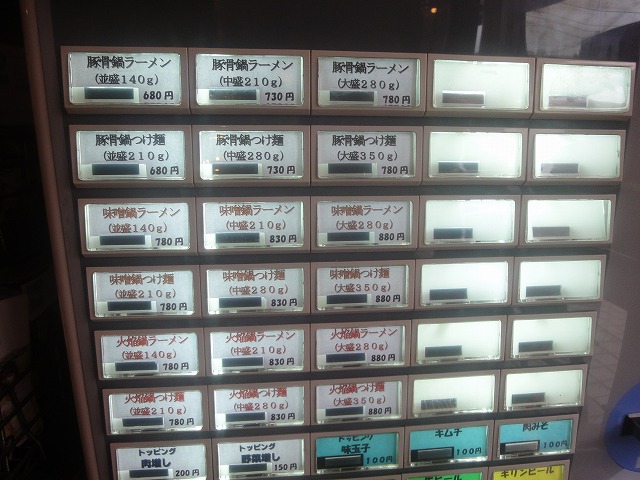 豚骨鍋ラーメン
(並盛140g)
680円
豚骨鍋ラーメン
(中盛210g)
730円
豚骨鍋ラーメン
(大盛280g)
780円
豚骨鍋つけ麺
(並盛210g)
680円
豚骨鍋つけ麺
(中盛280g)
730円
豚骨鍋つけ麺
(大盛350g)
780円
味噌鍋ラーメン
(並盛140g)
780円
味噌鍋ラーメン
(中盛210g)
830円
味噌鍋ラーメン
(大盛280g)
880円
味噌鍋つけ麺
(並盛210g)
780円
味噌鍋つけ麺
(中盛280g)
830円
味噌鍋つけ麺
(大盛350g)
880円
火焔鍋ラーメン
(並盛140g)
780円
火焔鍋ラーメン
(中盛210g)
830円
火焔鍋ラーメン
(大盛280g)
880円
火焔鍋つけ麺
(並盛210g)
780円
火焔鍋つけ麺
(中盛280g)
830円
火焔鍋つけ麺
(大盛350g)
880円
トッピング
肉増し
200円
トッピング
野菜増し
150円
トッピング
味玉子
100円
キムチ
100円
肉みそ
100円
生ビール
キリンビール